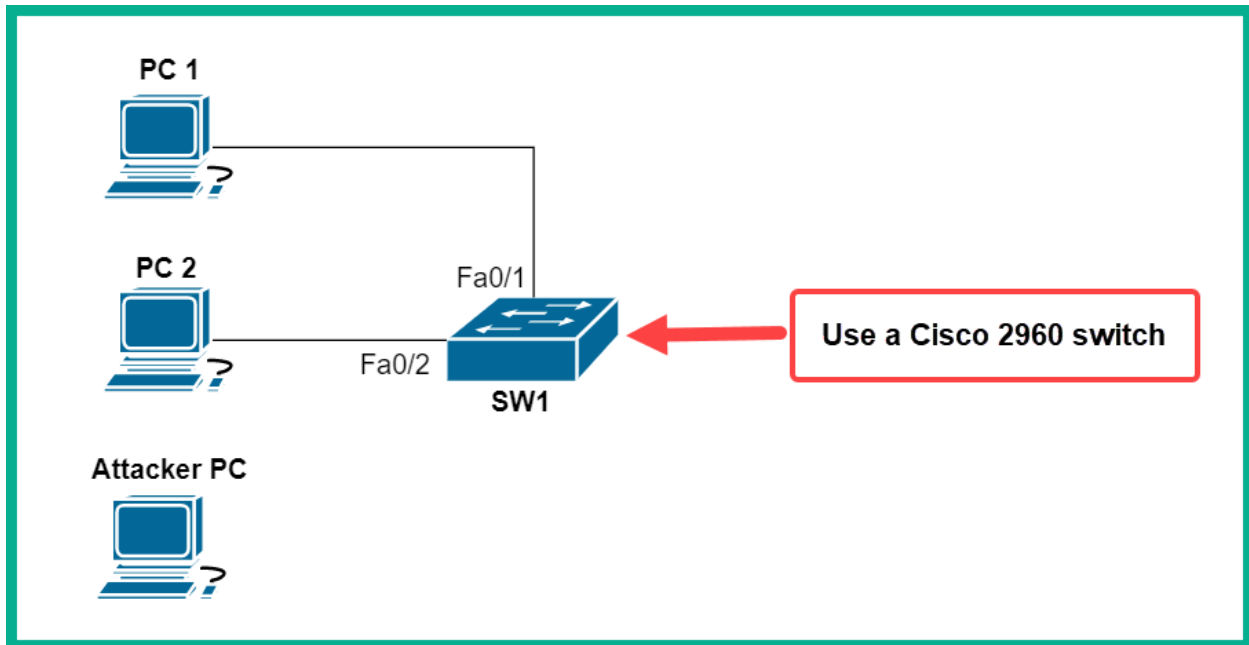 PC 1
PC 2
Fa0/1
Fa0/2
SW1
Use a Cisco 2960 switch
Attacker PC